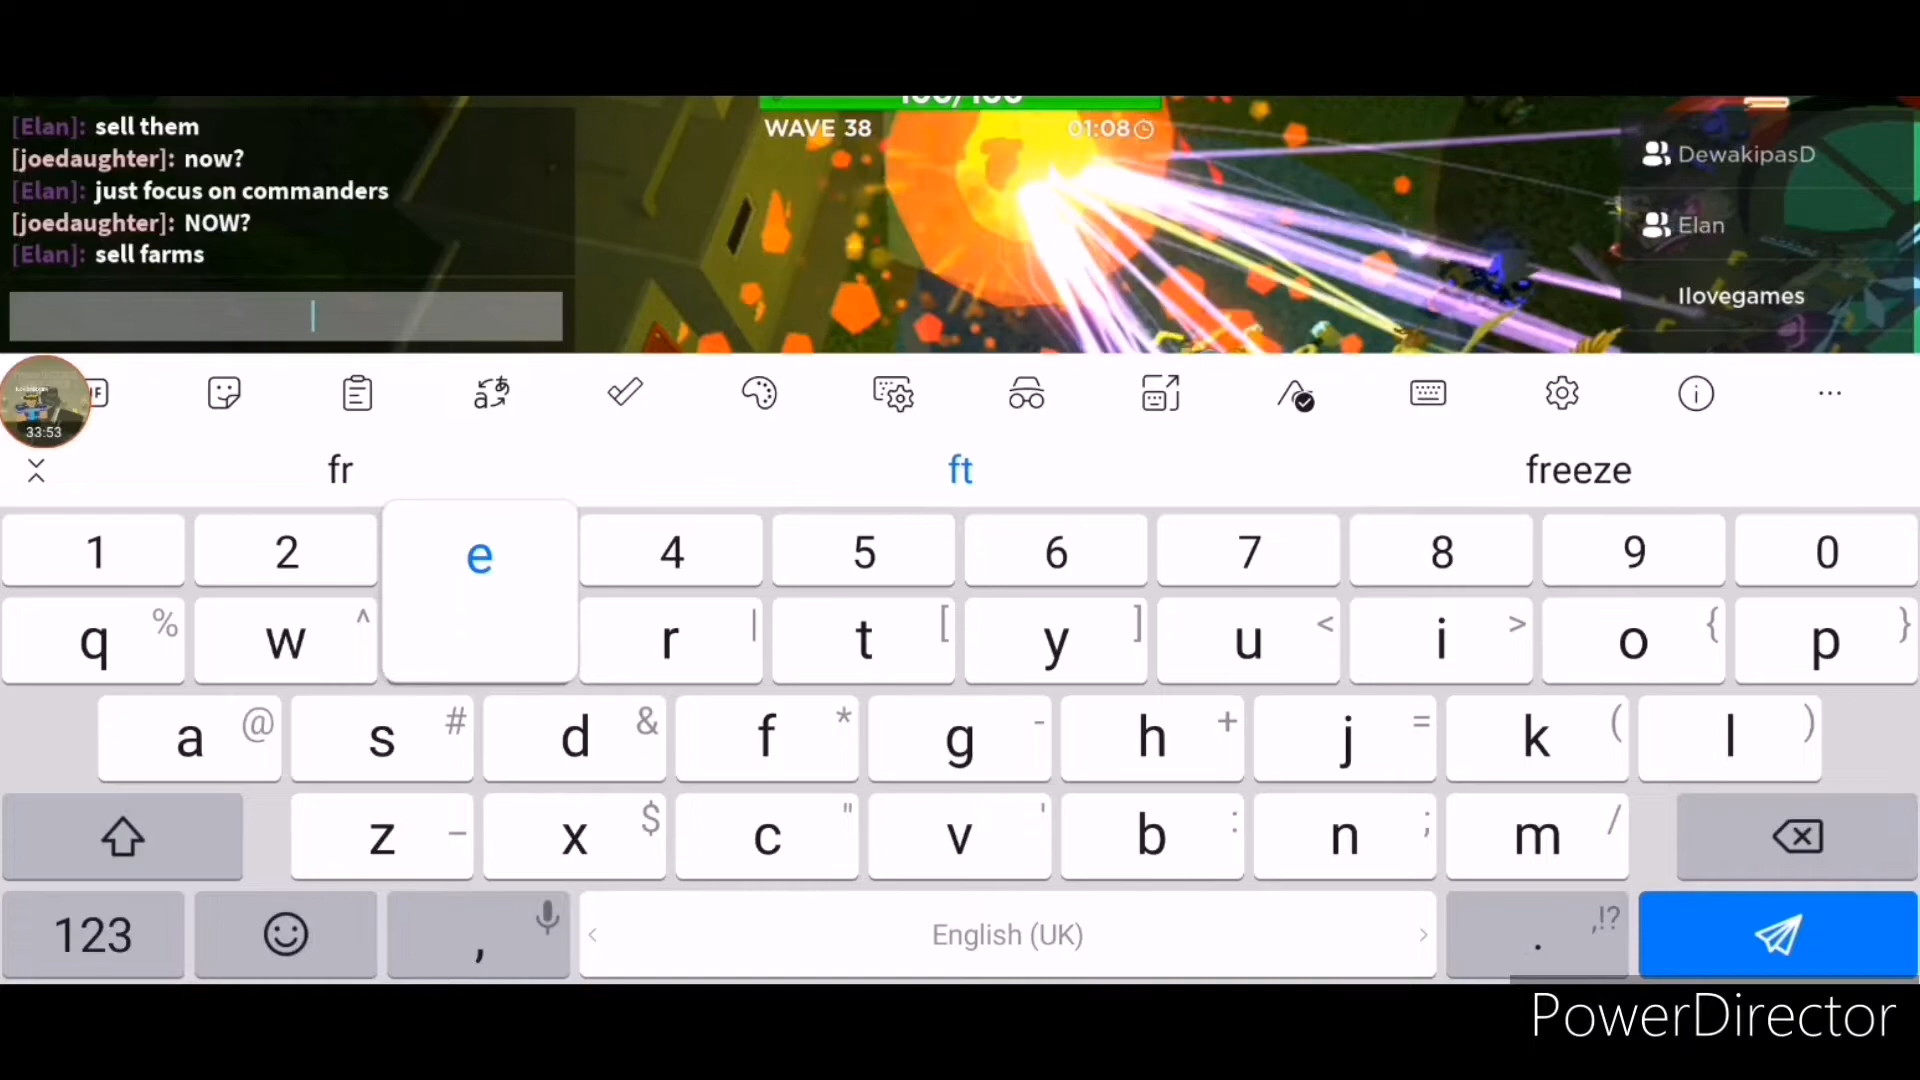 [Elan]: sell them
[joedaughter]: now?
[Elan]: just focus on commanders
[joedaughter]: NOW?
[Elan]: sell farms
100/100
WAVE 38
01:08
DewakipasD
Elan
Ilovegames
33:53
fr ft freeze
1 2 e 4 5 6 7 8 9 0
q % w ^ r | t [ y ] u < i > o { p }
a @ s # d & f * g - h + j = k ( l )
z _ x $ c " v ' b : n ; m /
123 , < English (UK) > . ,!?
PowerDirector